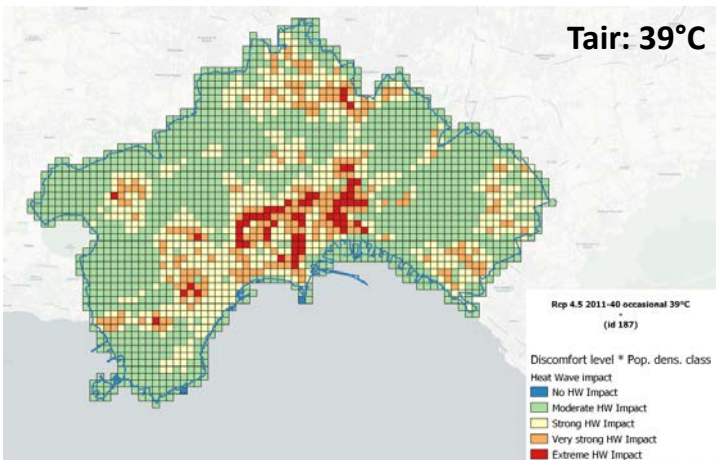 Tair: 39°C
Rcp 4.5 2011-40 occasional 39°C
-
(id 187)
Discomfort level * Pop. dens. class
Heat Wave impact
No HW Impact
Moderate HW Impact
Strong HW Impact
Very strong HW Impact
Extreme HW Impact